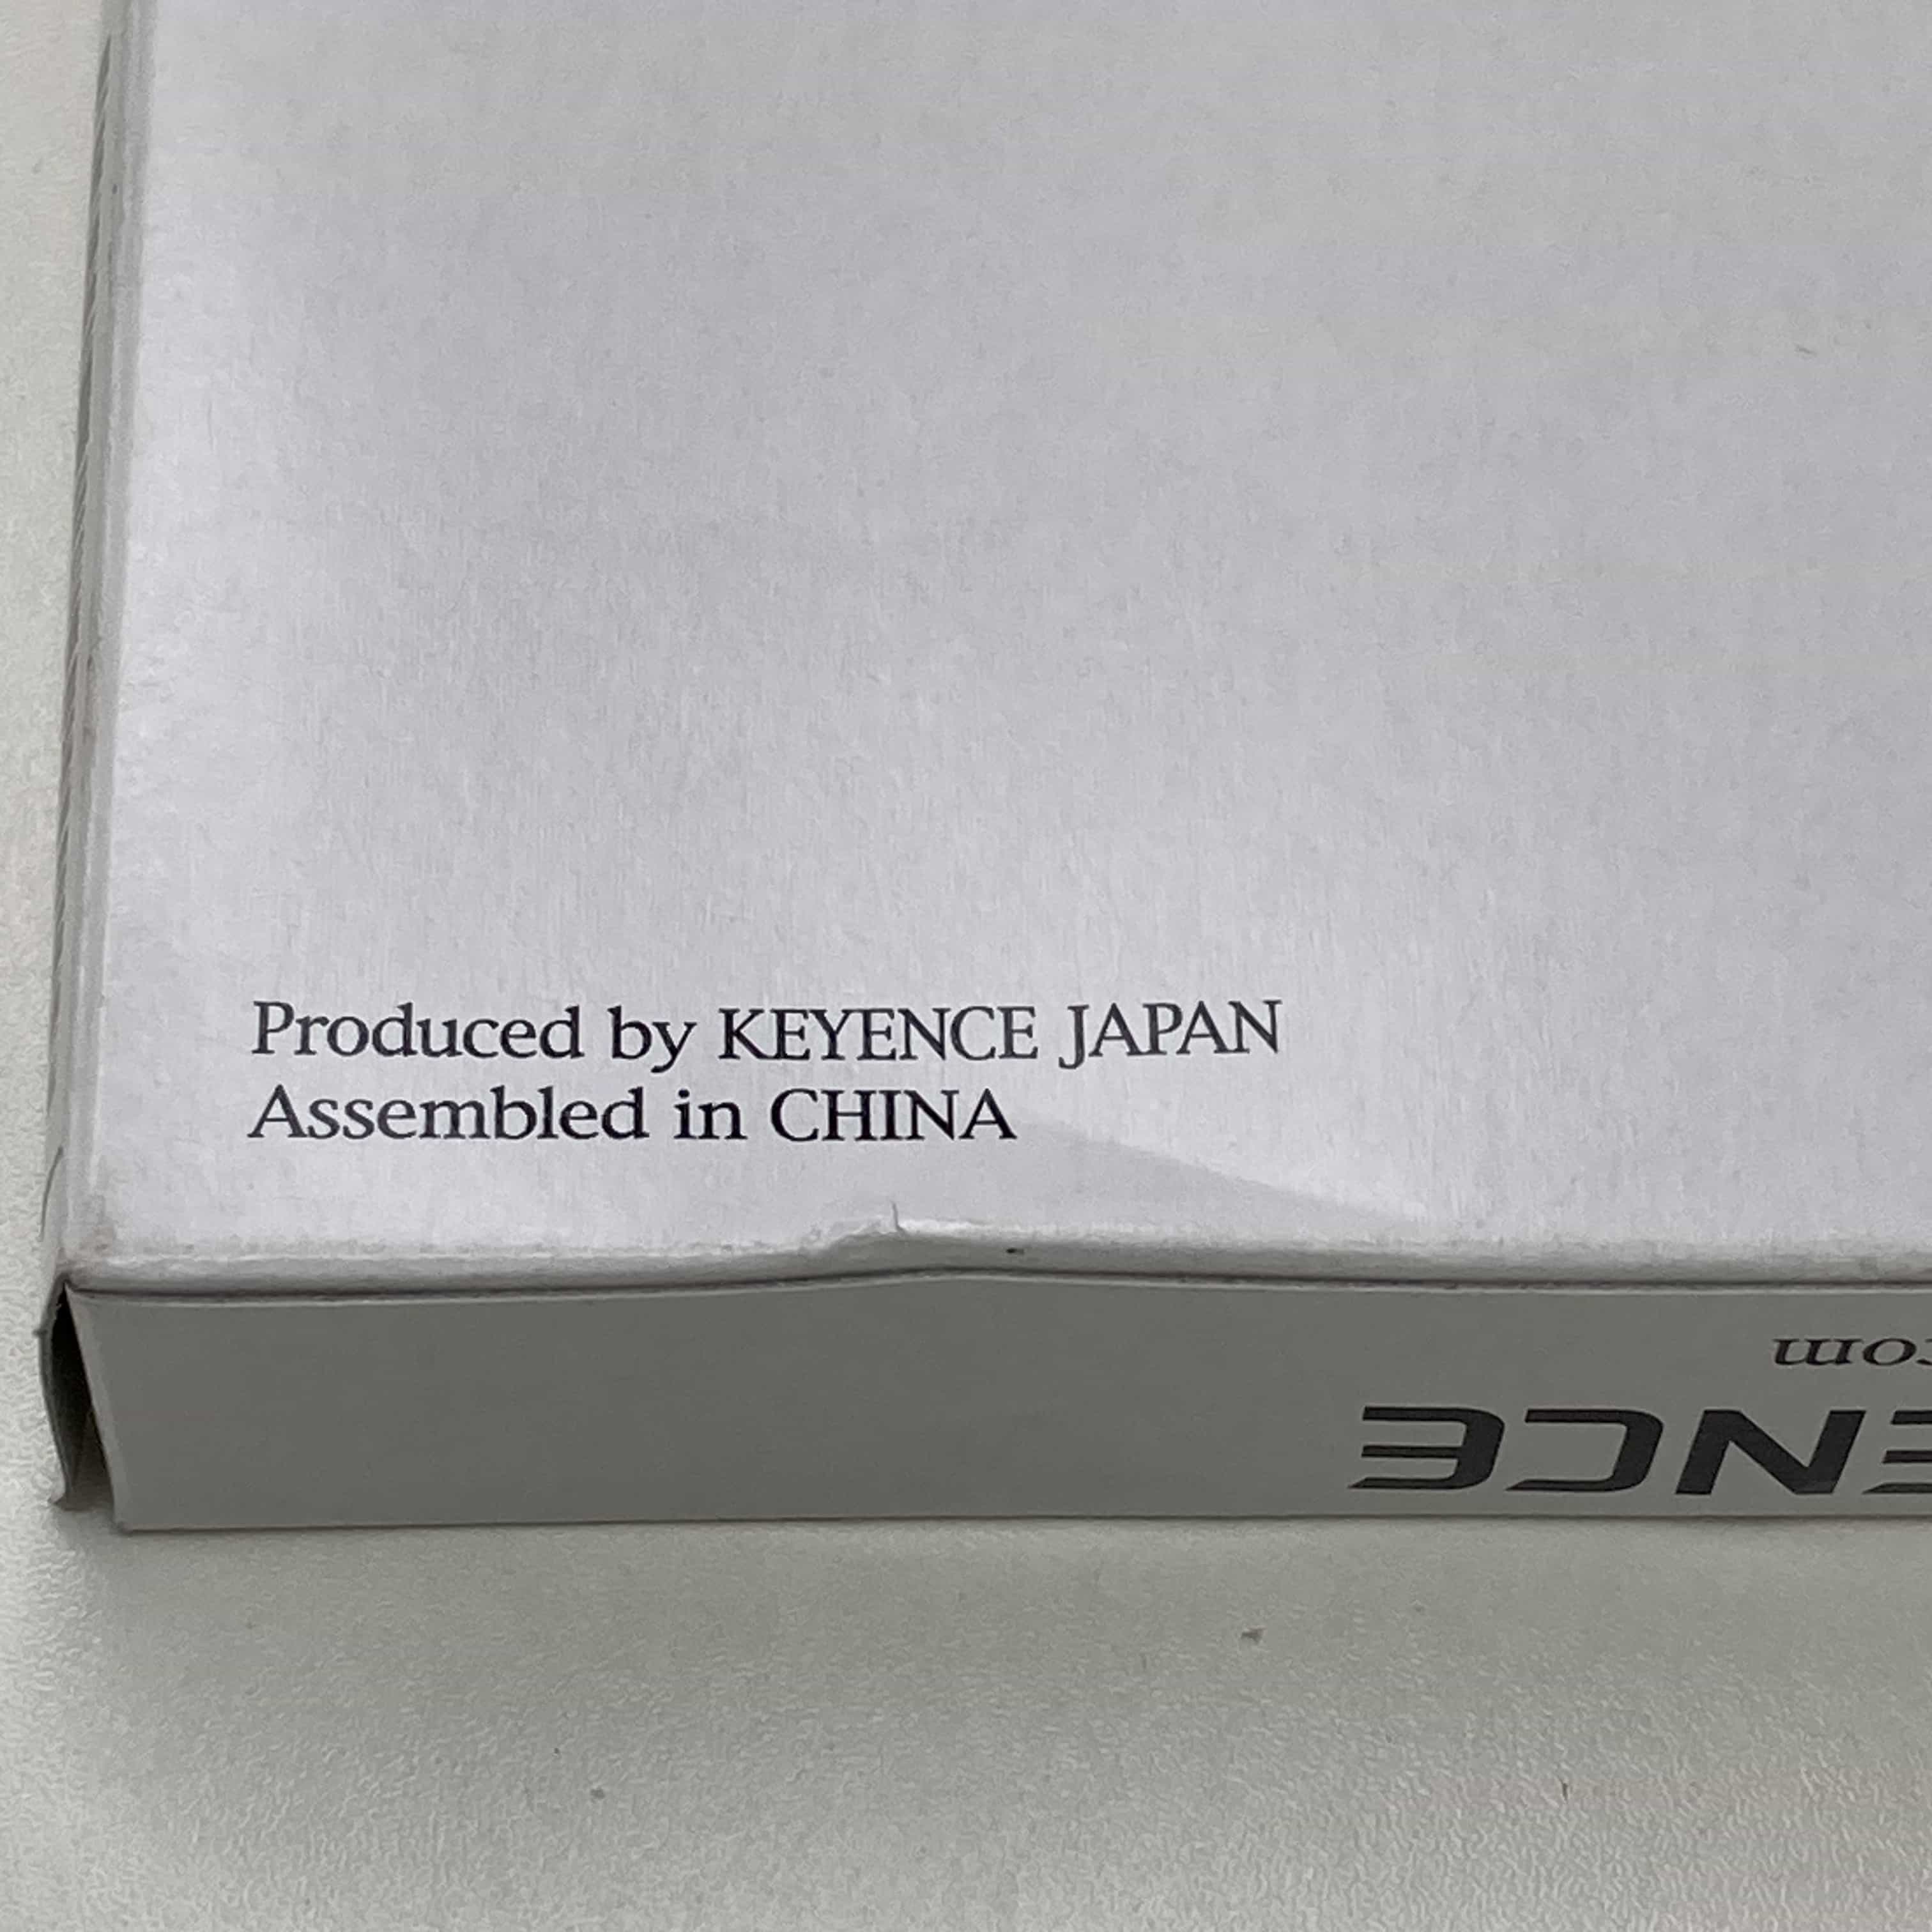 Produced by KEYENCE JAPAN
Assembled in CHINA